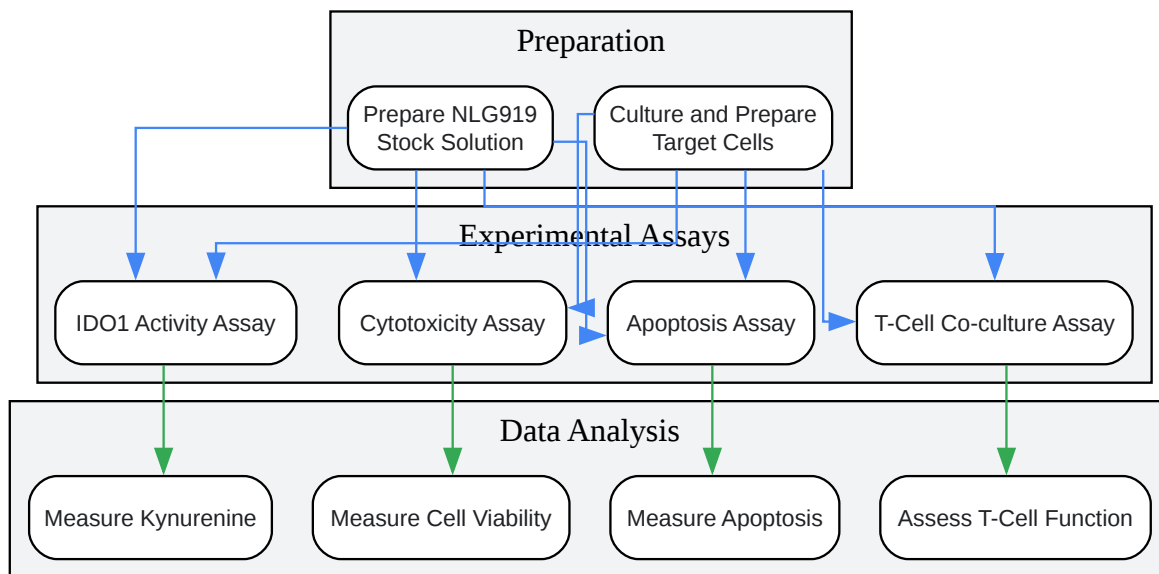 Preparation
Prepare NLG919
Stock Solution
Culture and Prepare
Target Cells
Experimental Assays
IDO1 Activity Assay
Cytotoxicity Assay
Apoptosis Assay
T-Cell Co-culture Assay
Data Analysis
Measure Kynurenine
Measure Cell Viability
Measure Apoptosis
Assess T-Cell Function